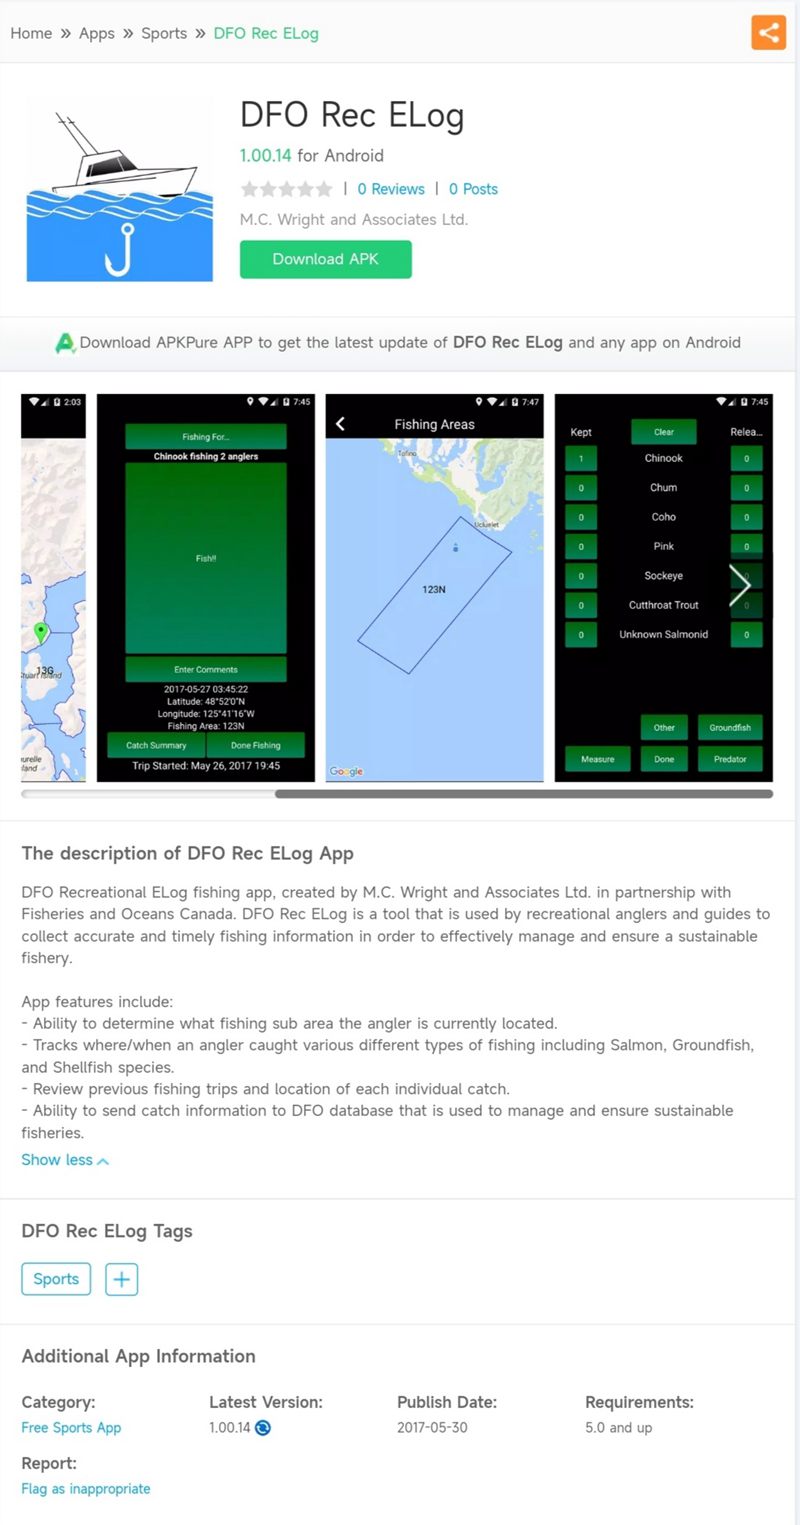 Home » Apps » Sports » DFO Rec ELog
DFO Rec ELog
1.00.14 for Android
| 0 Reviews | 0 Posts
M.C. Wright and Associates Ltd.
Download APK
Download APKPure APP to get the latest update of DFO Rec ELog and any app on Android
2:03
13G
Stuart Island
7:45
Fishing For...
Chinook fishing 2 anglers
Fish!!
Enter Comments
2017-05-27 03:45:22
Latitude: 48°52'0"N
Longitude: 125°41'16"W
Fishing Area: 123N
Catch Summary Done Fishing
Trip Started: May 26, 2017 19:45
7:47
Fishing Areas
Tofino
Ucluelet
123N
Google
7:45
Kept Clear Relea...
1 Chinook 0
0 Chum 0
0 Coho 0
0 Pink 0
0 Sockeye 0
0 Cutthroat Trout 0
0 Unknown Salmonid 0
Other Groundfish
Measure Done Predator
The description of DFO Rec ELog App
DFO Recreational ELog fishing app, created by M.C. Wright and Associates Ltd. in partnership with
Fisheries and Oceans Canada. DFO Rec ELog is a tool that is used by recreational anglers and guides to
collect accurate and timely fishing information in order to effectively manage and ensure a sustainable
fishery.
App features include:
- Ability to determine what fishing sub area the angler is currently located.
- Tracks where/when an angler caught various different types of fishing including Salmon, Groundfish,
and Shellfish species.
- Review previous fishing trips and location of each individual catch.
- Ability to send catch information to DFO database that is used to manage and ensure sustainable
fisheries.
Show less
DFO Rec ELog Tags
Sports +
Additional App Information
Category: Latest Version: Publish Date: Requirements:
Free Sports App 1.00.14 2017-05-30 5.0 and up
Report:
Flag as inappropriate